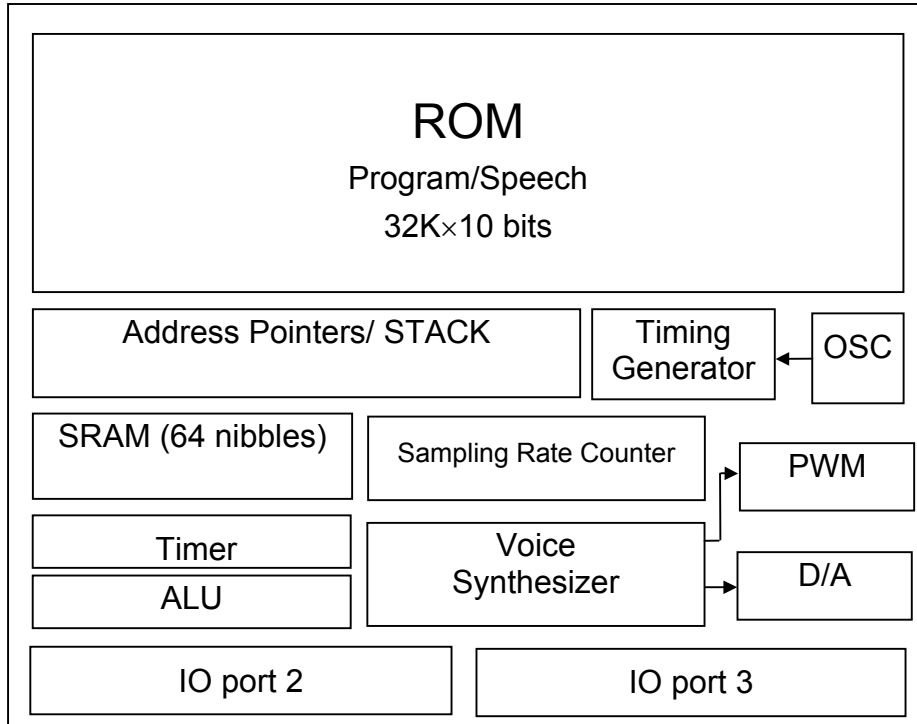 ROM
Program/Speech
32K×10 bits
Address Pointers/ STACK
Timing
Generator
OSC
SRAM (64 nibbles)
Sampling Rate Counter
PWM
Timer
Voice
Synthesizer
D/A
ALU
IO port 2
IO port 3